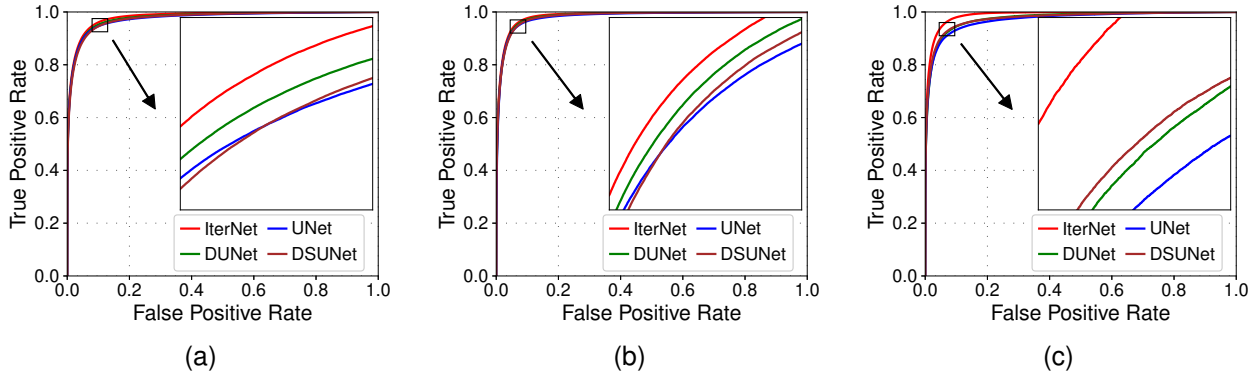 True Positive Rate
1.0
0.8
0.6
0.4
0.2
0.0
IterNet
UNet
DUNet
DSUNet
0.0 0.2 0.4 0.6 0.8 1.0
False Positive Rate
(a)
True Positive Rate
1.0
0.8
0.6
0.4
0.2
0.0
IterNet
UNet
DUNet
DSUNet
0.0 0.2 0.4 0.6 0.8 1.0
False Positive Rate
(b)
True Positive Rate
1.0
0.8
0.6
0.4
0.2
0.0
IterNet
UNet
DUNet
DSUNet
0.0 0.2 0.4 0.6 0.8 1.0
False Positive Rate
(c)